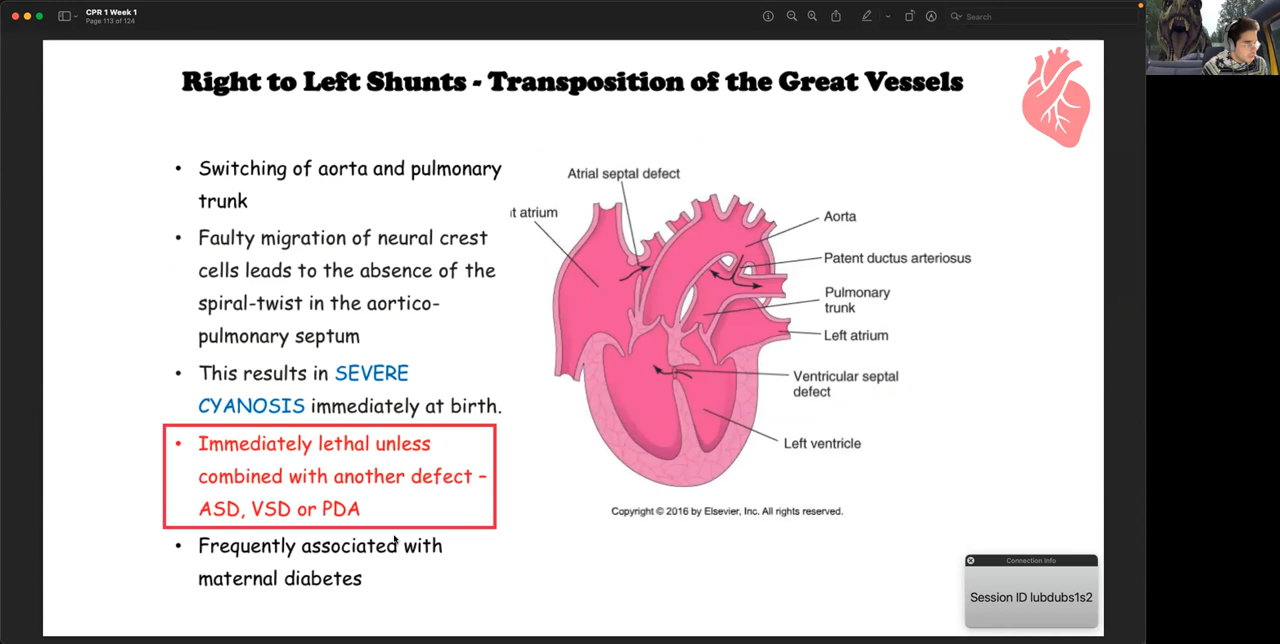 CPR 1 Week 1
Page 113 of 124
Search
Right to Left Shunts - Transposition of the Great Vessels
• Switching of aorta and pulmonary
trunk
• Faulty migration of neural crest
cells leads to the absence of the
spiral-twist in the aortico-
pulmonary septum
• This results in SEVERE
CYANOSIS immediately at birth.
• Immediately lethal unless
combined with another defect –
ASD, VSD or PDA
• Frequently associated with
maternal diabetes
Atrial septal defect
t atrium
Aorta
Patent ductus arteriosus
Pulmonary
trunk
Left atrium
Ventricular septal
defect
Left ventricle
Copyright © 2016 by Elsevier, Inc. All rights reserved.
Connection Info
Session ID lubdubs1s2